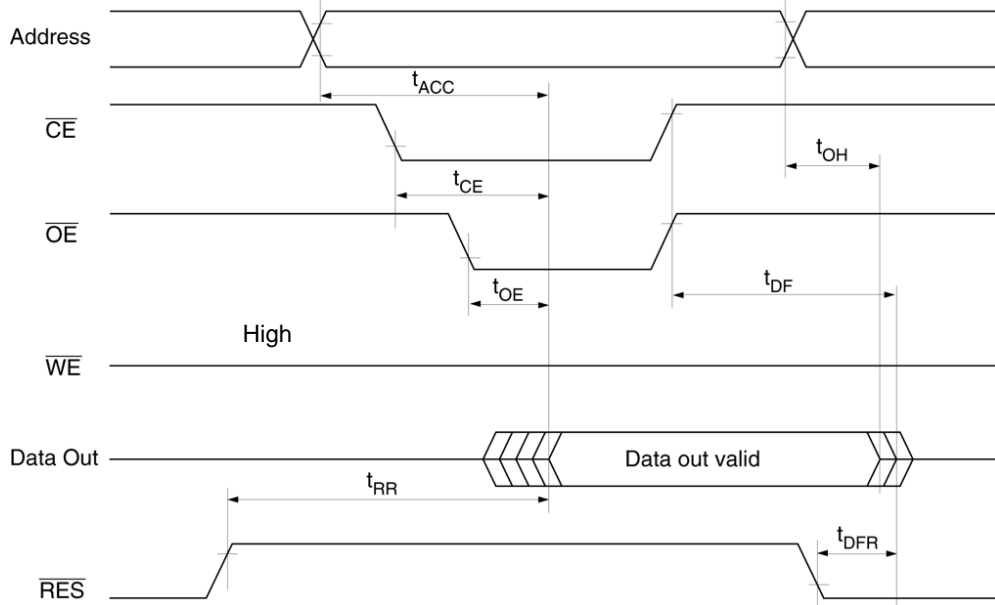 Address
tACC
CE
tOH
tCE
OE
tDF
tOE
High
WE
Data Out
Data out valid
tRR
tDFR
RES